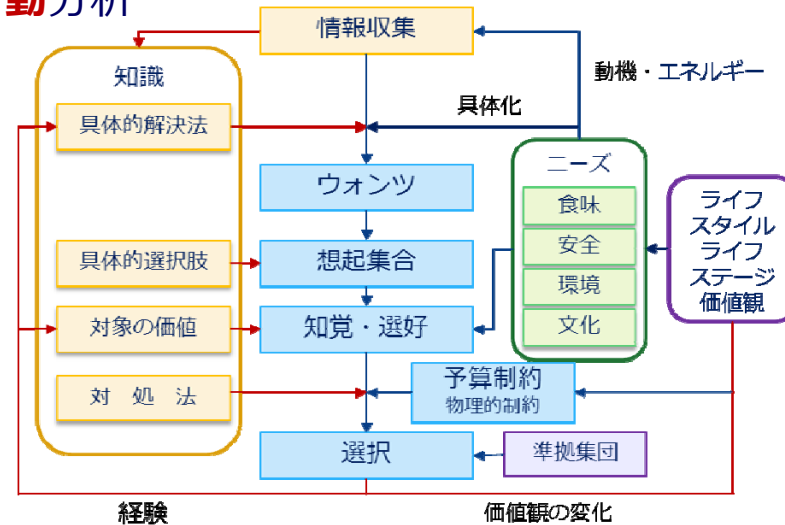 動分析
情報収集
知識
動機・エネルギー
具体化
具体的解決法
ニーズ
ウォンツ
食味
ライフ
スタイル
ライフ
ステージ
価値観
安全
具体的選択肢
想起集合
環境
対象の価値
知覚・選好
文化
予算制約
物理的制約
対 処 法
選択
準拠集団
経験
価値観の変化